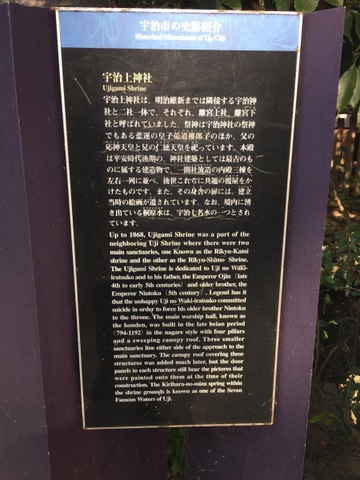 宇治市の史跡紹介
Historical Monuments of Uji City
宇治上神社
Ujigami Shrine
宇治上神社は、明治維新までは隣接する宇治神
社と二社一体で、それぞれ、離宮上社、離宮下
社と呼ばれていました。祭神は宇治神社の祭神
でもある悲運の皇子菟道稚郎子のほか、父の
応神天皇と兄の仁徳天皇を祀っています。本殿
は平安時代後期の、神社建築としては最古のも
のに属する建造物で、一間社流造の内殿三棟を
左右一列に並べ、後世これらに共通の覆屋をか
けたものです。また、その身舎の扉には、建立
当時の絵画が遺されています。なお、境内に湧
き出ている桐原水は、宇治七名水の一つとされ
ています。
Up to 1868, Ujigami Shrine was a part of the
neighboring Uji Shrine where there were two
main sanctuaries, one Known as the Rikyu-Kami
shrine and the other as the Rikyu-Shimo Shrine.
The Ujigami Shrine is dedicated to Uji no Waki-
iratsuko and to his father, the Emperor Ojin (late
4th to early 5th centuries) and older brother, the
Emperor Nintoku (5th century). Legend has it
that the unhappy Uji no Wak-iratsuko committed
suicide in order to force his older brother Nintoku
to the throne. The main worship hall, known as
the honden, was built in the late heian period
(794-1192) in the nagare style with four pillars
and a sweeping canopy roof. Three smaller
sanctuaries line either side of the approach to the
main sanctuary. The canopy roof covering these
structures was added much later, but the door
panels to each structure still bear the pictures that
were painted onto them at the time of their
construction. The Kirihara-no-mizu spring within
the shrine grounds is known as one of the Seven
Famous Waters of Uji.